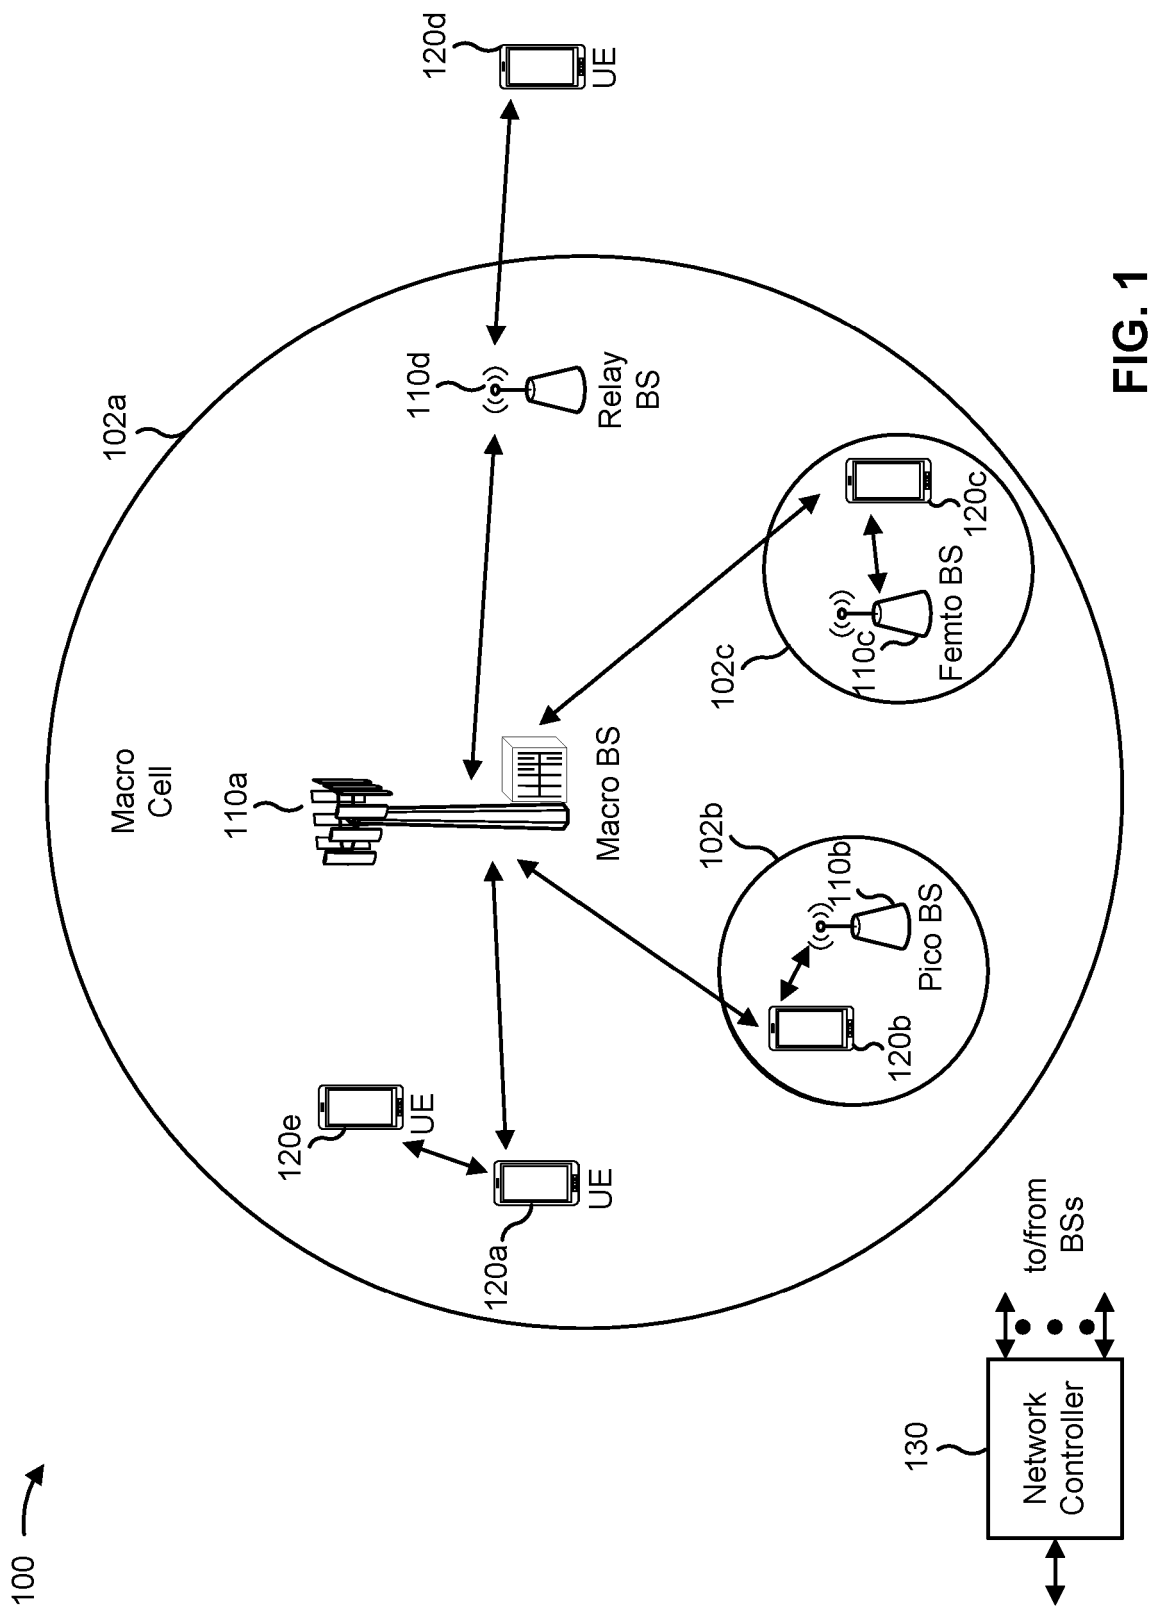 100
102a
Macro
Cell
110a
120d
UE
120e
UE
110d
Relay
BS
120a
UE
Macro BS
102b
110b
Pico BS
120b
102c
110c
Femto BS
120c
130
Network
Controller
to/from
BSs
FIG. 1